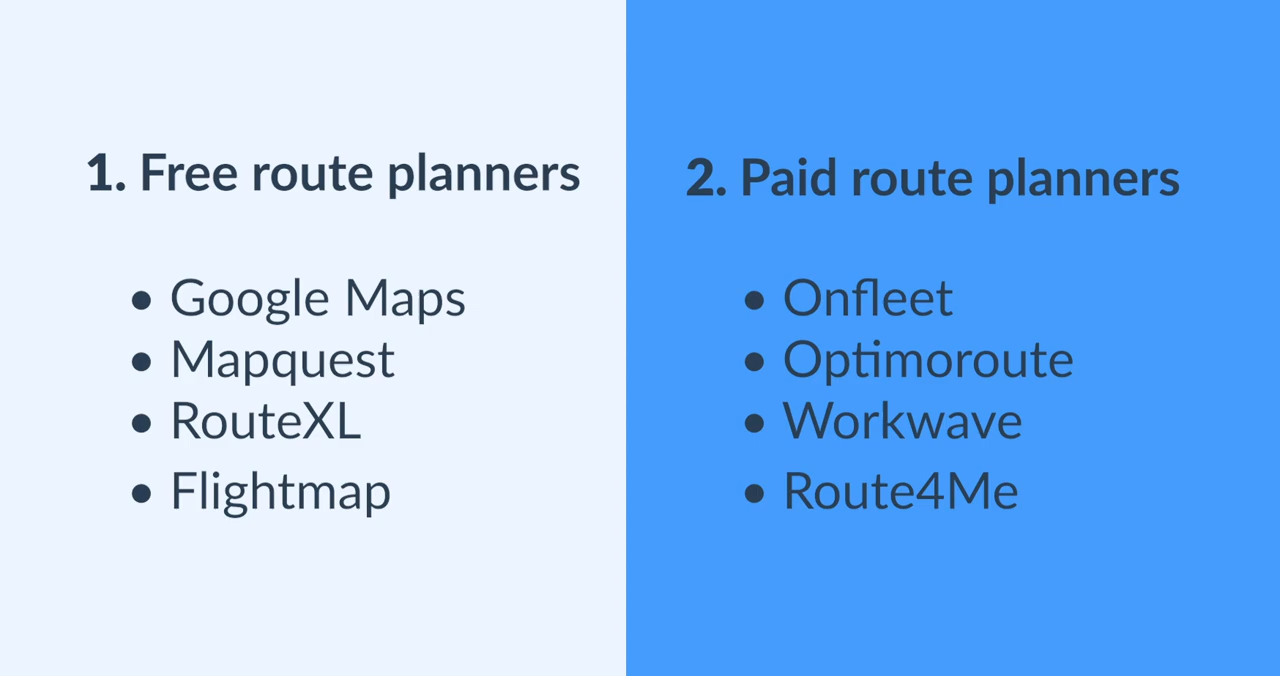 1. Free route planners
• Google Maps
• Mapquest
• RouteXL
• Flightmap
2. Paid route planners
• Onfleet
• Optimoroute
• Workwave
• Route4Me